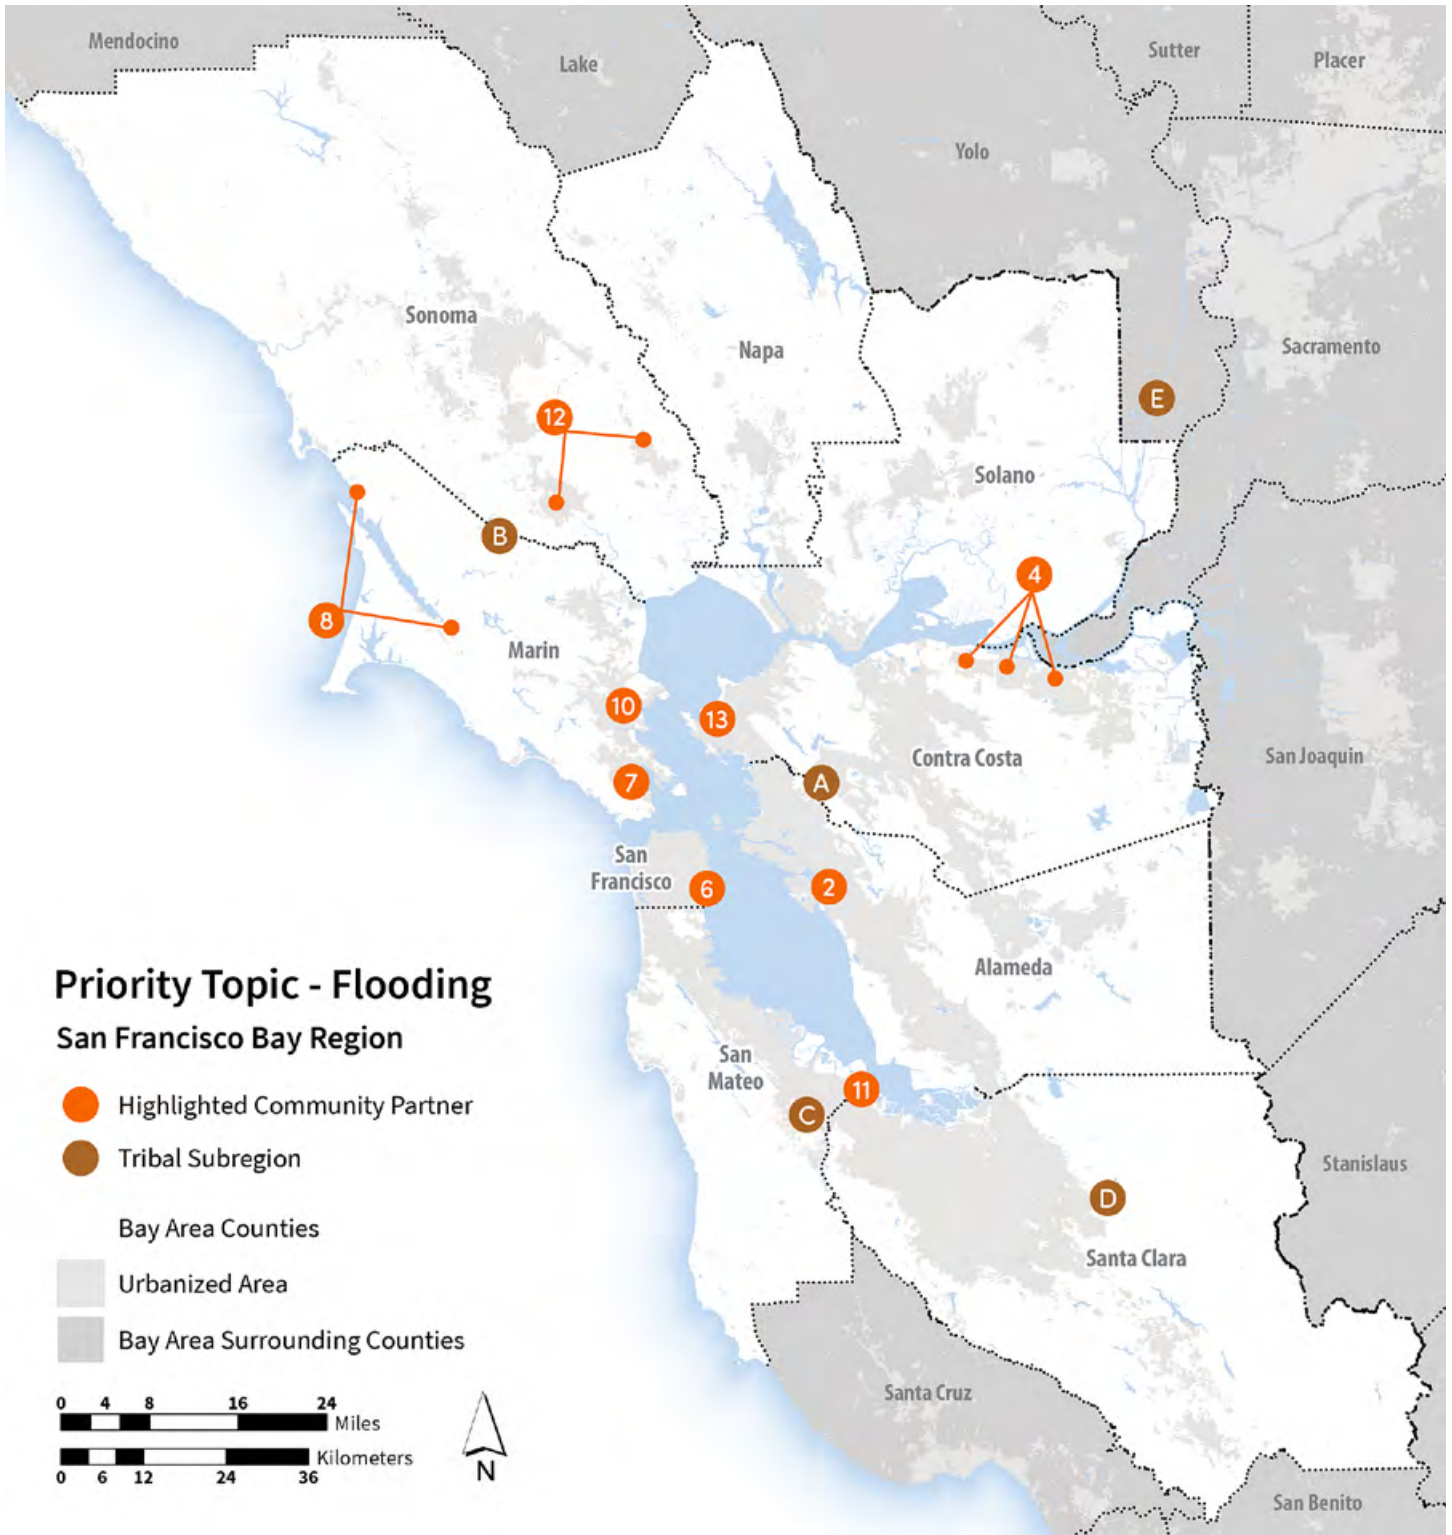 Mendocino
Lake
Sutter
Placer
Yolo
Sonoma
Napa
Sacramento
E
12
Solano
B
4
8
Marin
10
13
Contra Costa
San Joaquin
7
A
San
Francisco
6
2
Alameda
Priority Topic - Flooding
San Francisco Bay Region
San
Mateo
11
C
Highlighted Community Partner
Tribal Subregion
Stanislaus
D
Bay Area Counties
Santa Clara
Urbanized Area
Bay Area Surrounding Counties
Santa Cruz
0 4 8 16 24
Miles
Kilometers
0 6 12 24 36
N
San Benito